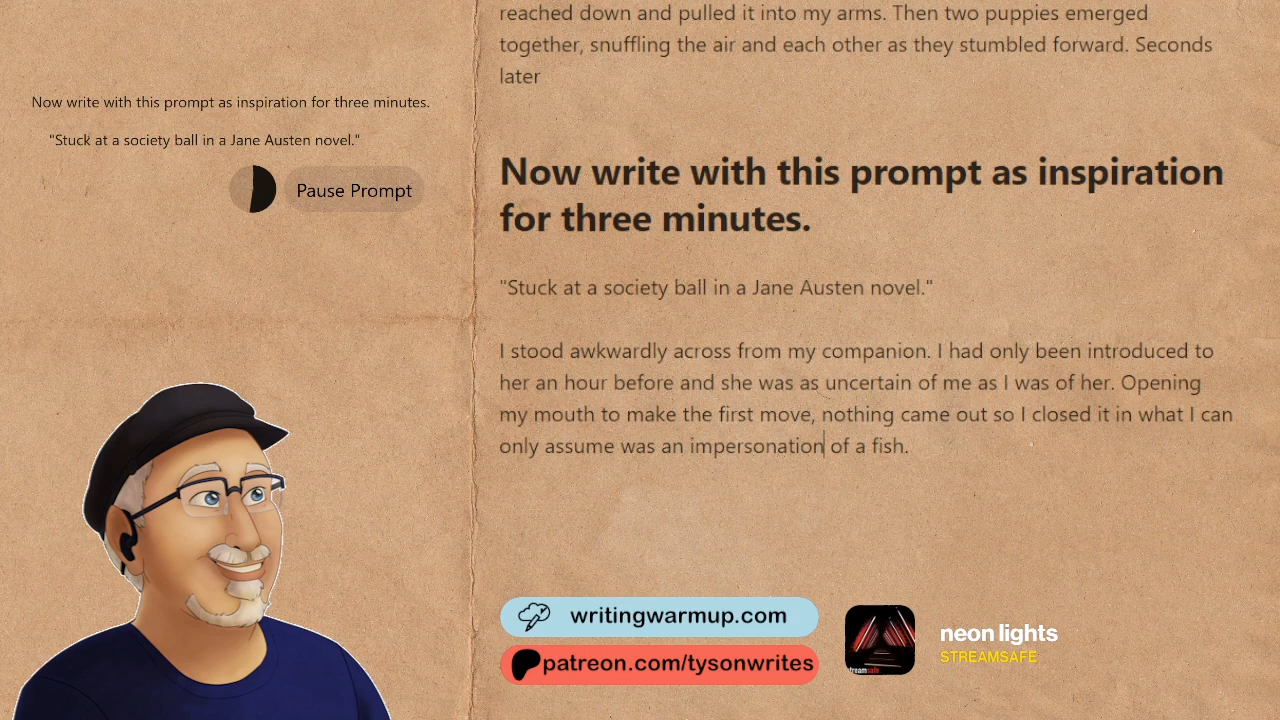 reached down and pulled it into my arms. Then two puppies emerged
together, snuffling the air and each other as they stumbled forward. Seconds
later
Now write with this prompt as inspiration for three minutes.
"Stuck at a society ball in a Jane Austen novel."
Pause Prompt
Now write with this prompt as inspiration
for three minutes.
"Stuck at a society ball in a Jane Austen novel."
I stood awkwardly across from my companion. I had only been introduced to
her an hour before and she was as uncertain of me as I was of her. Opening
my mouth to make the first move, nothing came out so I closed it in what I can
only assume was an impersonation of a fish.
writingwarmup.com
patreon.com/tysonwrites
streamsafe
neon lights
STREAMSAFE